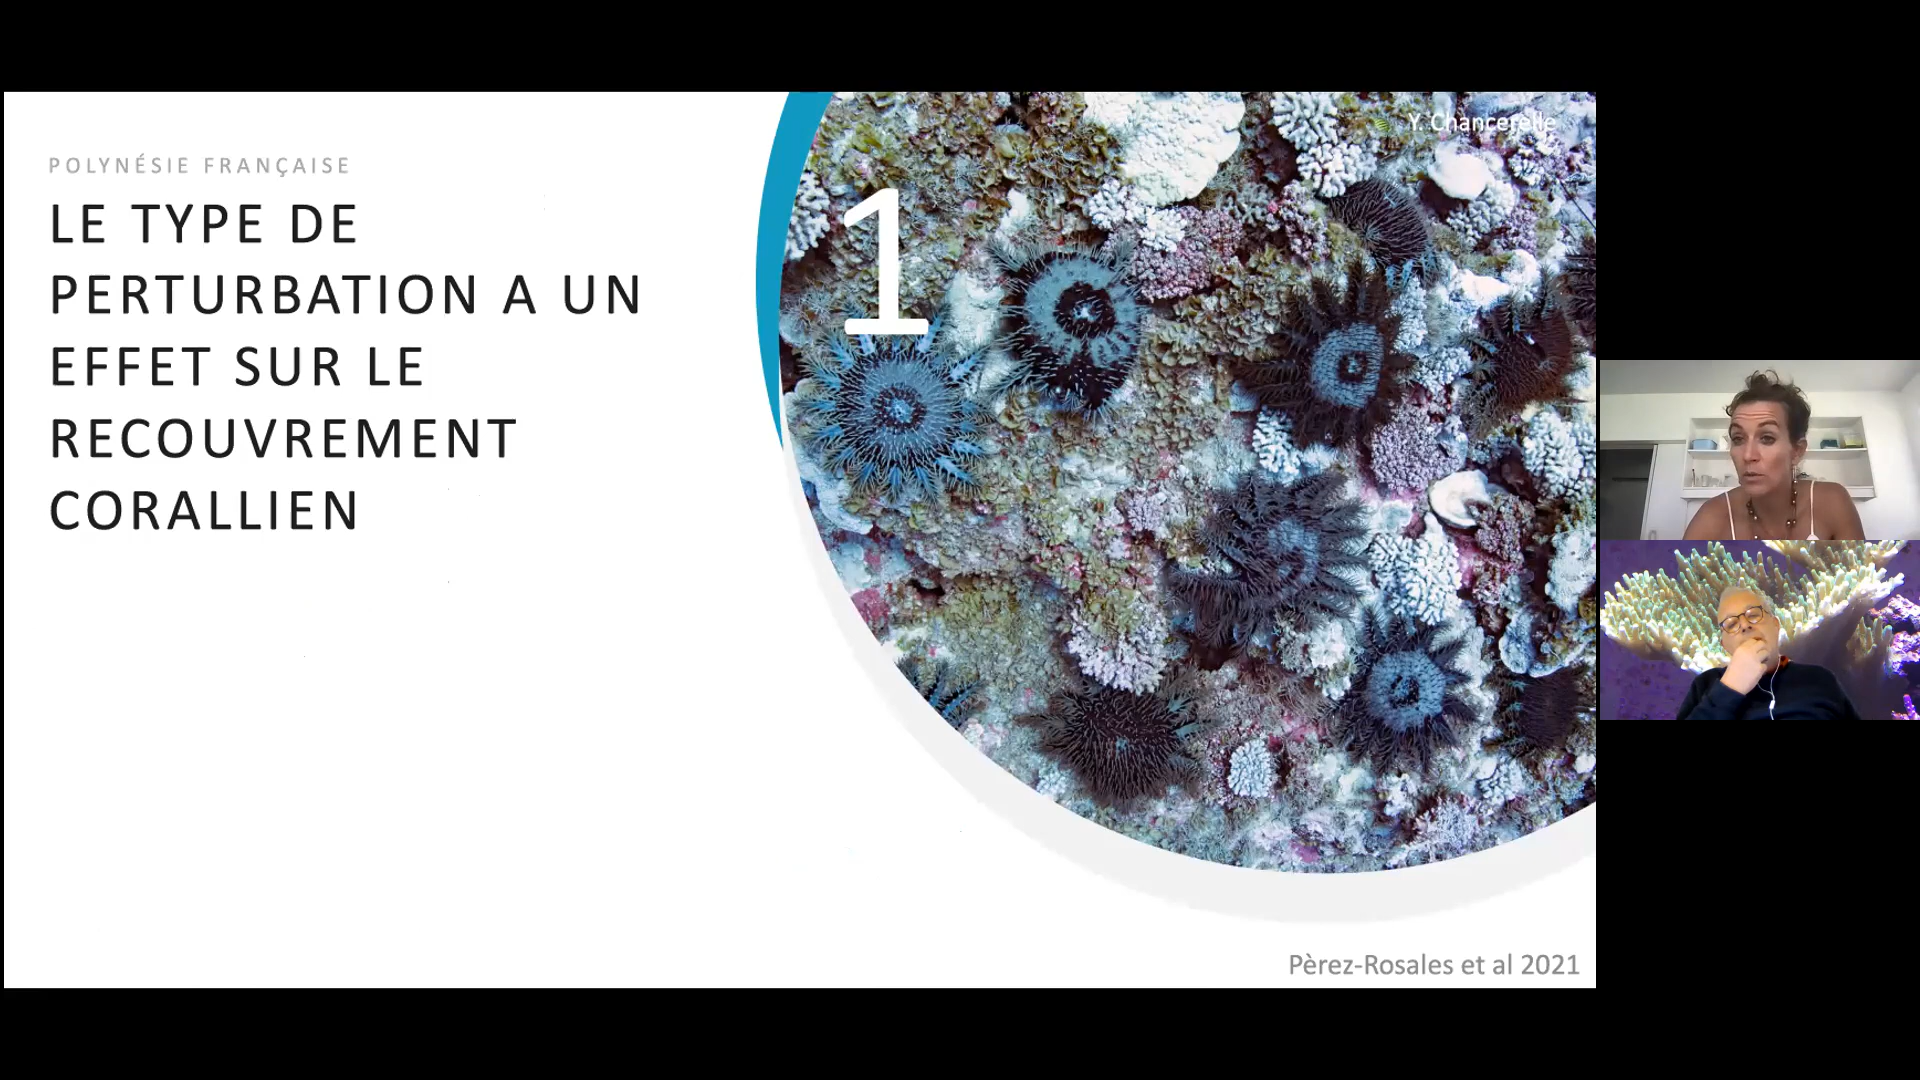 POLYNÉSIE FRANÇAISE
LE TYPE DE
PERTURBATION A UN
EFFET SUR LE
RECOUVREMENT
CORALLIEN
1
Y. Chancerelle
Pèrez-Rosales et al 2021